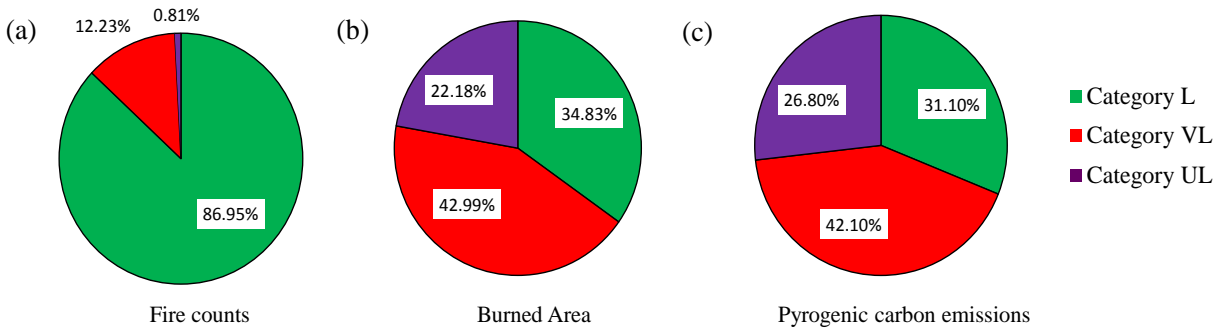 (a)
12.23%
0.81%
86.95%
Fire counts
(b)
22.18%
34.83%
42.99%
Burned Area
(c)
26.80%
31.10%
42.10%
Pyrogenic carbon emissions
Category L
Category VL
Category UL